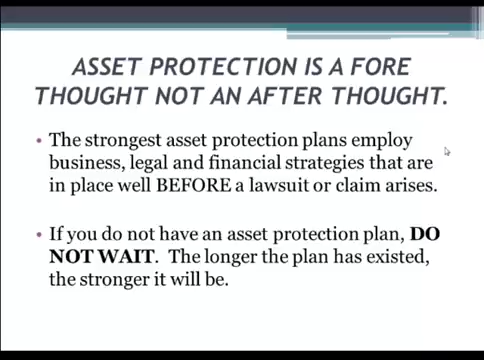 ASSET PROTECTION IS A FORE
THOUGHT NOT AN AFTER THOUGHT.
• The strongest asset protection plans employ
business, legal and financial strategies that are
in place well BEFORE a lawsuit or claim arises.
• If you do not have an asset protection plan, DO
NOT WAIT. The longer the plan has existed,
the stronger it will be.